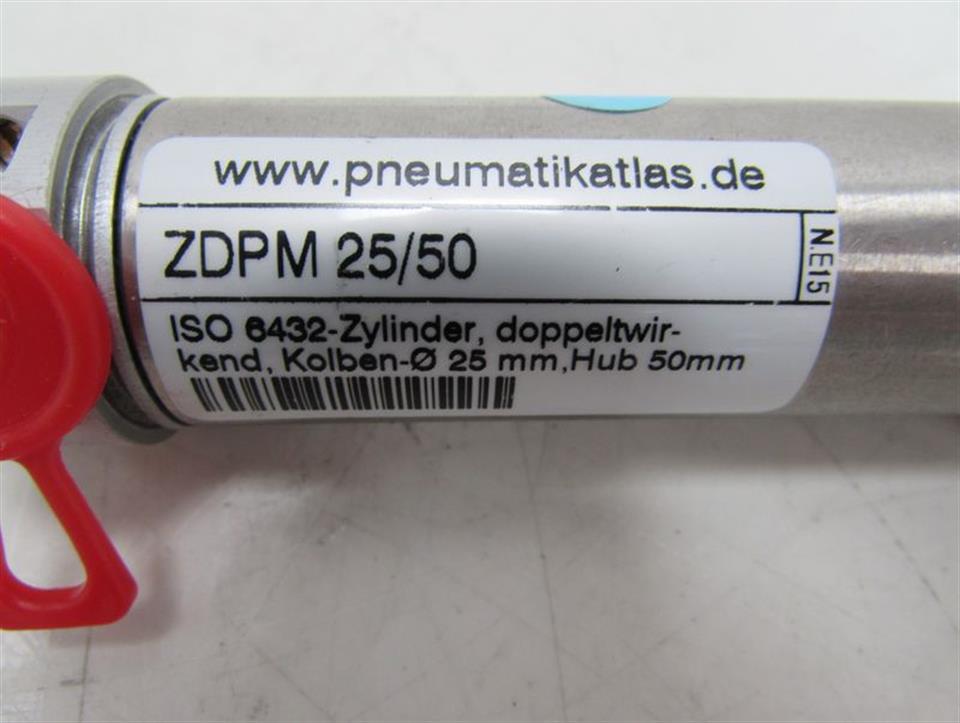 www.pneumatikatlas.de
ZDPM 25/50
N.E15
ISO 6432-Zylinder, doppeltwir-
kend, Kolben-Ø 25 mm,Hub 50mm